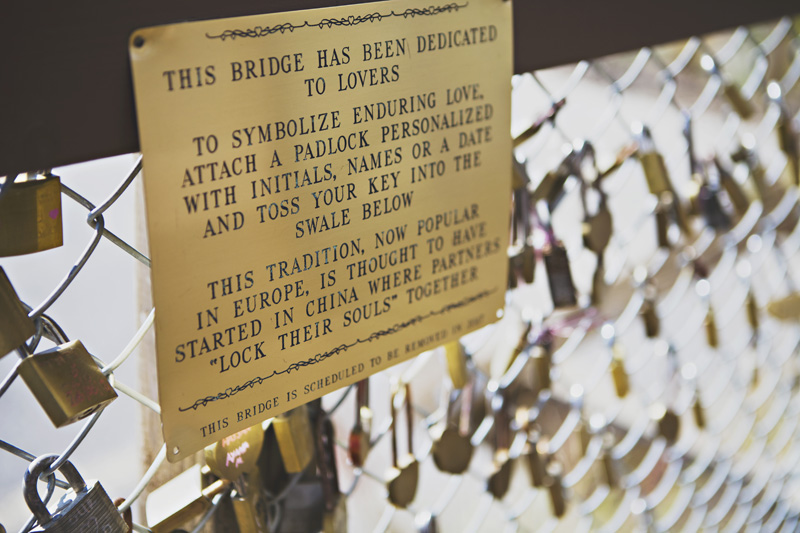 THIS BRIDGE HAS BEEN DEDICATED
TO LOVERS
TO SYMBOLIZE ENDURING LOVE,
ATTACH A PADLOCK PERSONALIZED
WITH INITIALS, NAMES OR A DATE
AND TOSS YOUR KEY INTO THE
SWALE BELOW
THIS TRADITION, NOW POPULAR
IN EUROPE, IS THOUGHT TO HAVE
STARTED IN CHINA WHERE PARTNERS
"LOCK THEIR SOULS" TOGETHER
THIS BRIDGE IS SCHEDULED TO BE REMOVED IN